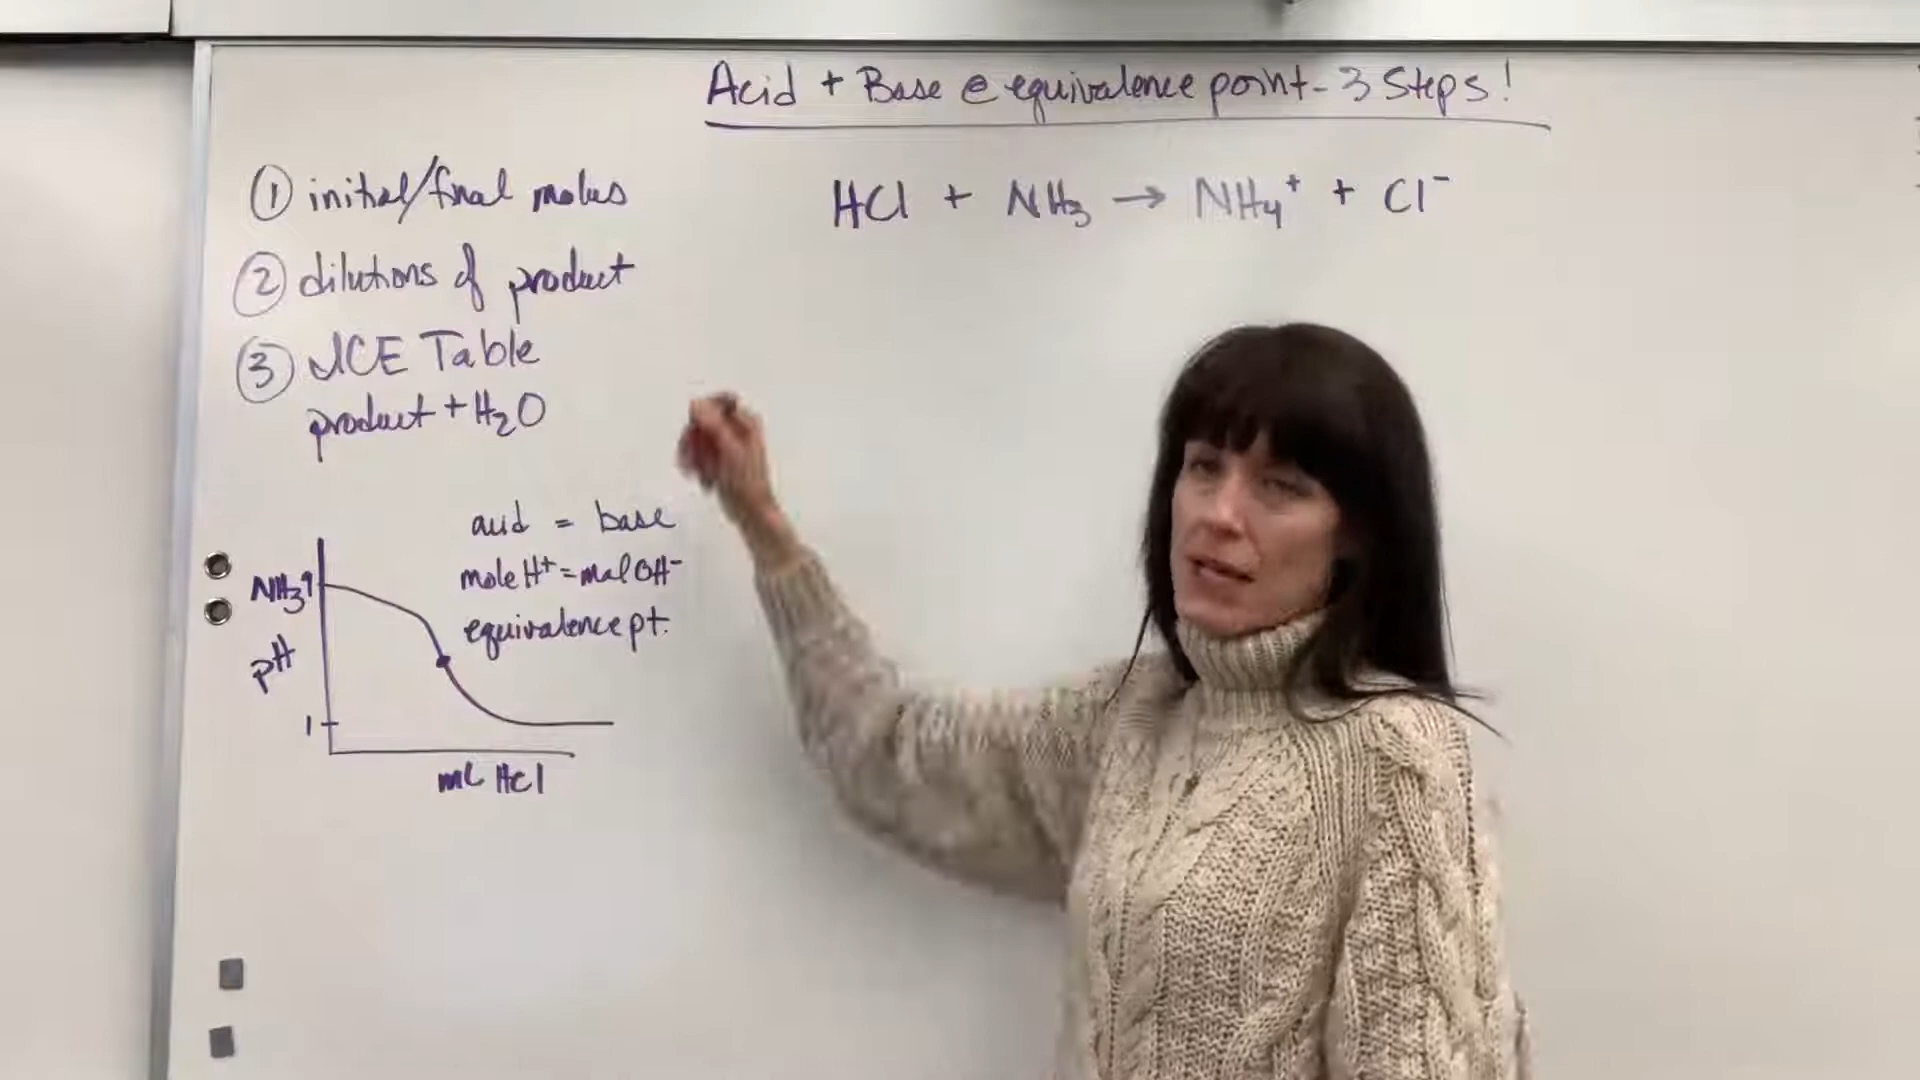 Acid + Base @ equivalence point - 3 Steps!
① initial/final moles
② dilutions of product
③ ICE Table
product + H₂O
HCl + NH₃ → NH₄⁺ + Cl⁻
acid = base
mole H⁺ = mol OH⁻
equivalence pt.
NH₃ 9
pH
1
mL HCl